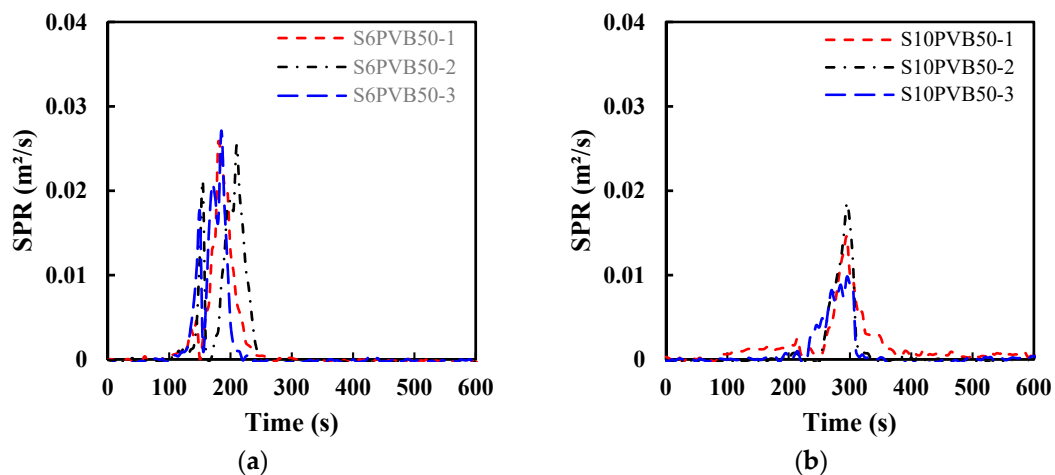 0.04
0.03
0.02
0.01
0
SPR (m²/s)
S6PVB50-1
S6PVB50-2
S6PVB50-3
0 100 200 300 400 500 600
Time (s)
(a)
0.04
0.03
0.02
0.01
0
SPR (m²/s)
S10PVB50-1
S10PVB50-2
S10PVB50-3
0 100 200 300 400 500 600
Time (s)
(b)